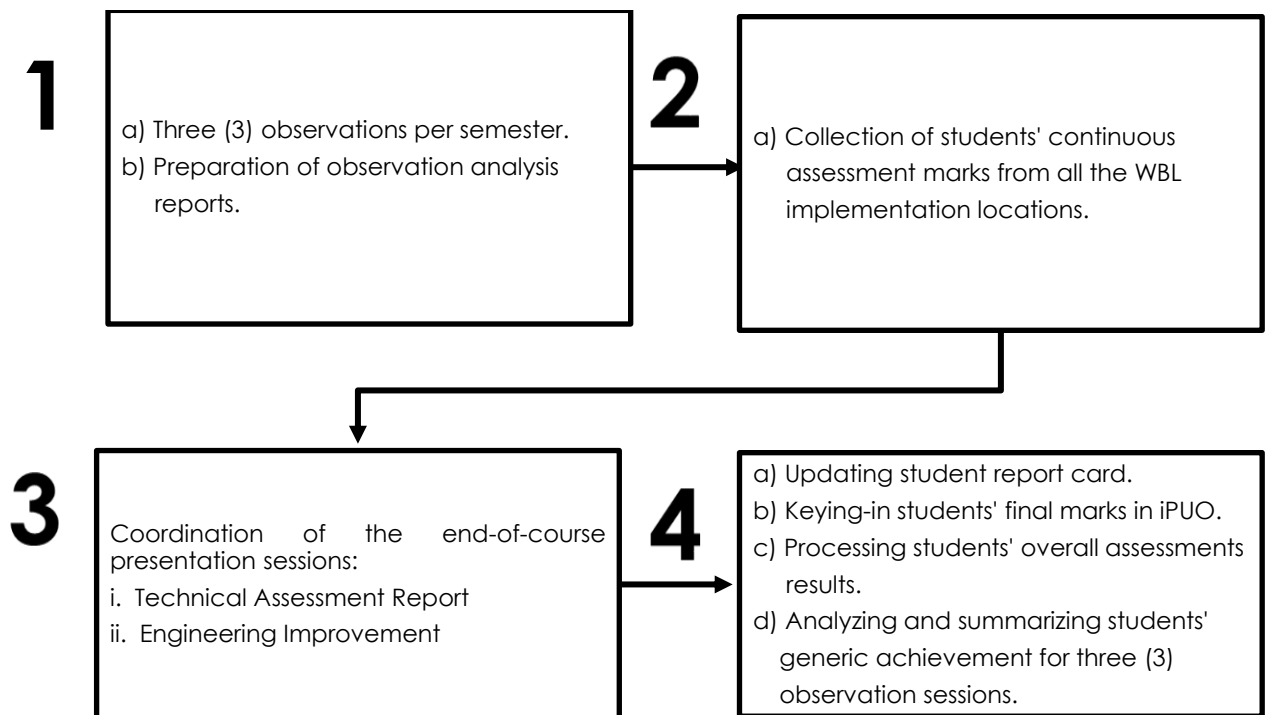 1
a) Three (3) observations per semester.
b) Preparation of observation analysis
reports.
2
a) Collection of students' continuous
assessment marks from all the WBL
implementation locations.
3
Coordination of the end-of-course
presentation sessions:
i. Technical Assessment Report
ii. Engineering Improvement
4
a) Updating student report card.
b) Keying-in students' final marks in iPUO.
c) Processing students' overall assessments
results.
d) Analyzing and summarizing students'
generic achievement for three (3)
observation sessions.